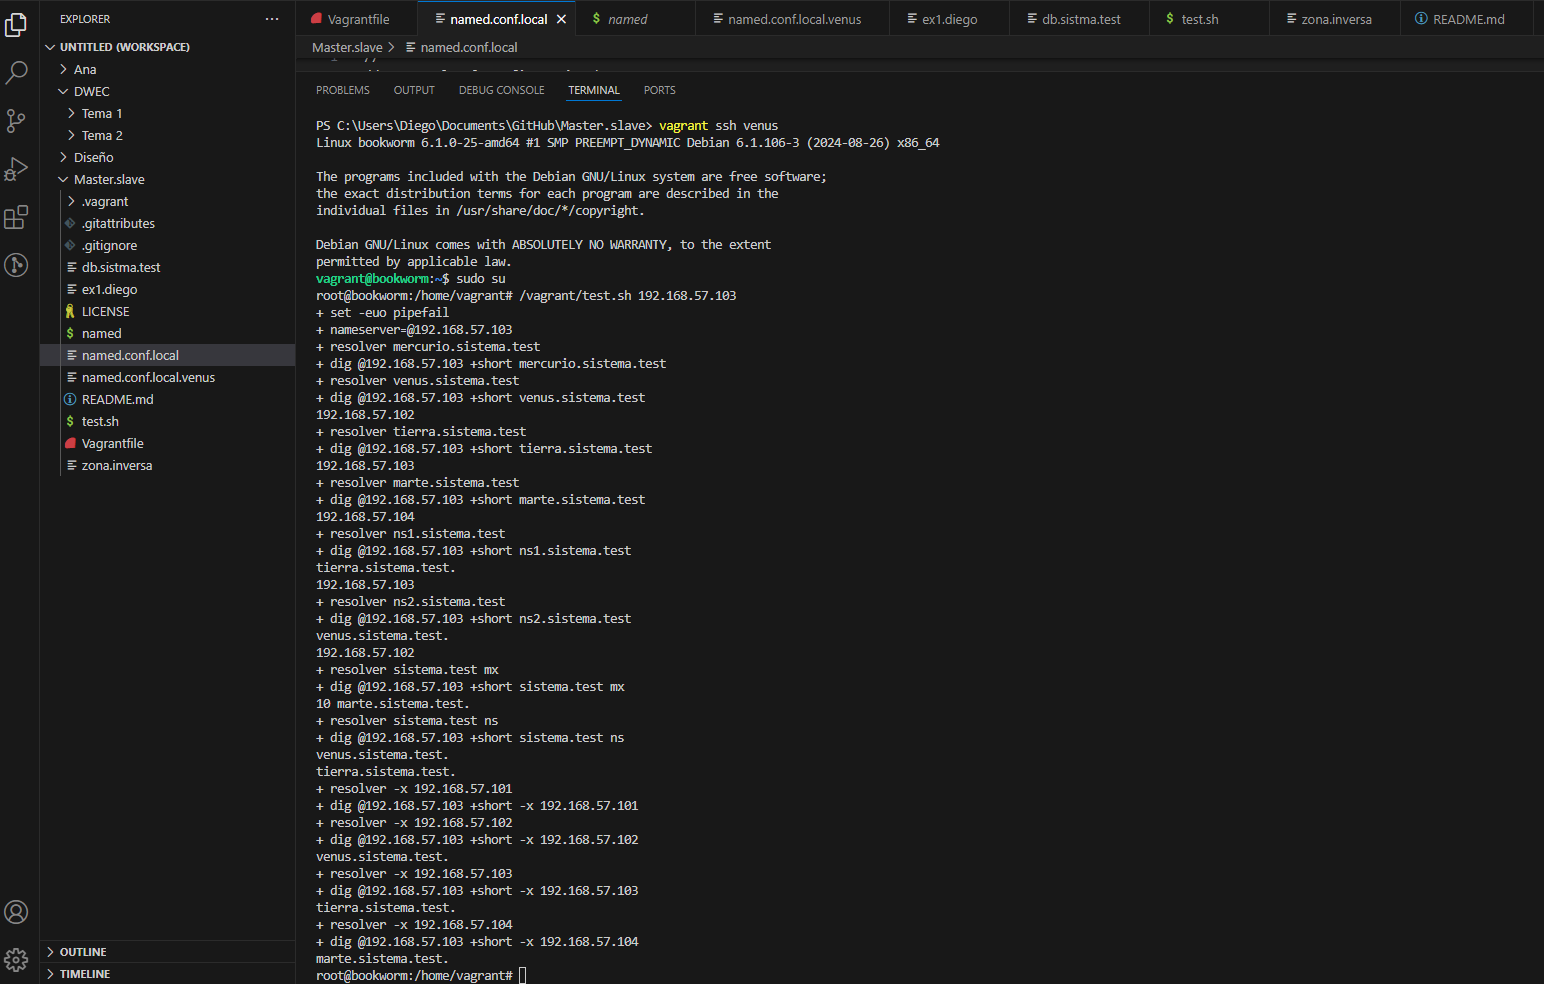 EXPLORER
UNTITLED (WORKSPACE)
Ana
DWEC
Tema 1
Tema 2
Diseño
Master.slave
.vagrant
.gitattributes
.gitignore
db.sistma.test
ex1.diego
LICENSE
named
named.conf.local
named.conf.local.venus
README.md
test.sh
Vagrantfile
zona.inversa
OUTLINE
TIMELINE
Vagrantfile
named.conf.local
named
named.conf.local.venus
ex1.diego
db.sistma.test
test.sh
zona.inversa
README.md
Master.slave > named.conf.local
PROBLEMS OUTPUT DEBUG CONSOLE TERMINAL PORTS
PS C:\Users\Diego\Documents\GitHub\Master.slave> vagrant ssh venus
Linux bookworm 6.1.0-25-amd64 #1 SMP PREEMPT_DYNAMIC Debian 6.1.106-3 (2024-08-26) x86_64
The programs included with the Debian GNU/Linux system are free software;
the exact distribution terms for each program are described in the
individual files in /usr/share/doc/*/copyright.
Debian GNU/Linux comes with ABSOLUTELY NO WARRANTY, to the extent
permitted by applicable law.
vagrant@bookworm:~$ sudo su
root@bookworm:/home/vagrant# /vagrant/test.sh 192.168.57.103
+ set -euo pipefail
+ nameserver=@192.168.57.103
+ resolver mercurio.sistema.test
+ dig @192.168.57.103 +short mercurio.sistema.test
+ resolver venus.sistema.test
+ dig @192.168.57.103 +short venus.sistema.test
192.168.57.102
+ resolver tierra.sistema.test
+ dig @192.168.57.103 +short tierra.sistema.test
192.168.57.103
+ resolver marte.sistema.test
+ dig @192.168.57.103 +short marte.sistema.test
192.168.57.104
+ resolver ns1.sistema.test
+ dig @192.168.57.103 +short ns1.sistema.test
tierra.sistema.test.
192.168.57.103
+ resolver ns2.sistema.test
+ dig @192.168.57.103 +short ns2.sistema.test
venus.sistema.test.
192.168.57.102
+ resolver sistema.test mx
+ dig @192.168.57.103 +short sistema.test mx
10 marte.sistema.test.
+ resolver sistema.test ns
+ dig @192.168.57.103 +short sistema.test ns
venus.sistema.test.
tierra.sistema.test.
+ resolver -x 192.168.57.101
+ dig @192.168.57.103 +short -x 192.168.57.101
+ resolver -x 192.168.57.102
+ dig @192.168.57.103 +short -x 192.168.57.102
venus.sistema.test.
+ resolver -x 192.168.57.103
+ dig @192.168.57.103 +short -x 192.168.57.103
tierra.sistema.test.
+ resolver -x 192.168.57.104
+ dig @192.168.57.103 +short -x 192.168.57.104
marte.sistema.test.
root@bookworm:/home/vagrant#